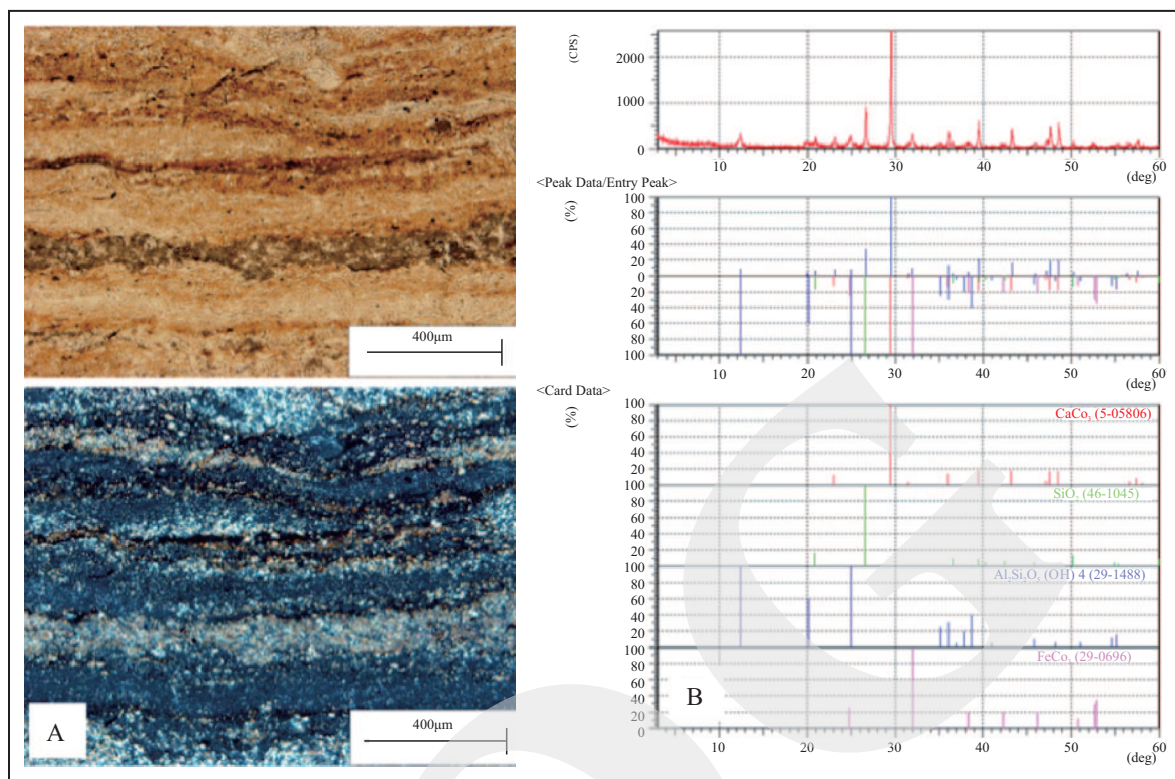 400μm
400μm
A
(CPS)
2000
1000
0
10 20 30 40 50 60
(deg)
<Peak Data/Entry Peak>
(%)
100
80
60
40
20
0
20
40
60
80
100
10 20 30 40 50 60
(deg)
<Card Data>
(%)
100
80
60
40
20
CaCo₃ (5-05806)
100
80
60
40
20
SiO₂ (46-1045)
100
80
60
40
20
Al₂Si₂O₅ (OH) 4 (29-1488)
100
80
60
40
20
0
FeCo₃ (29-0696)
B
10 20 30 40 50 60
(deg)